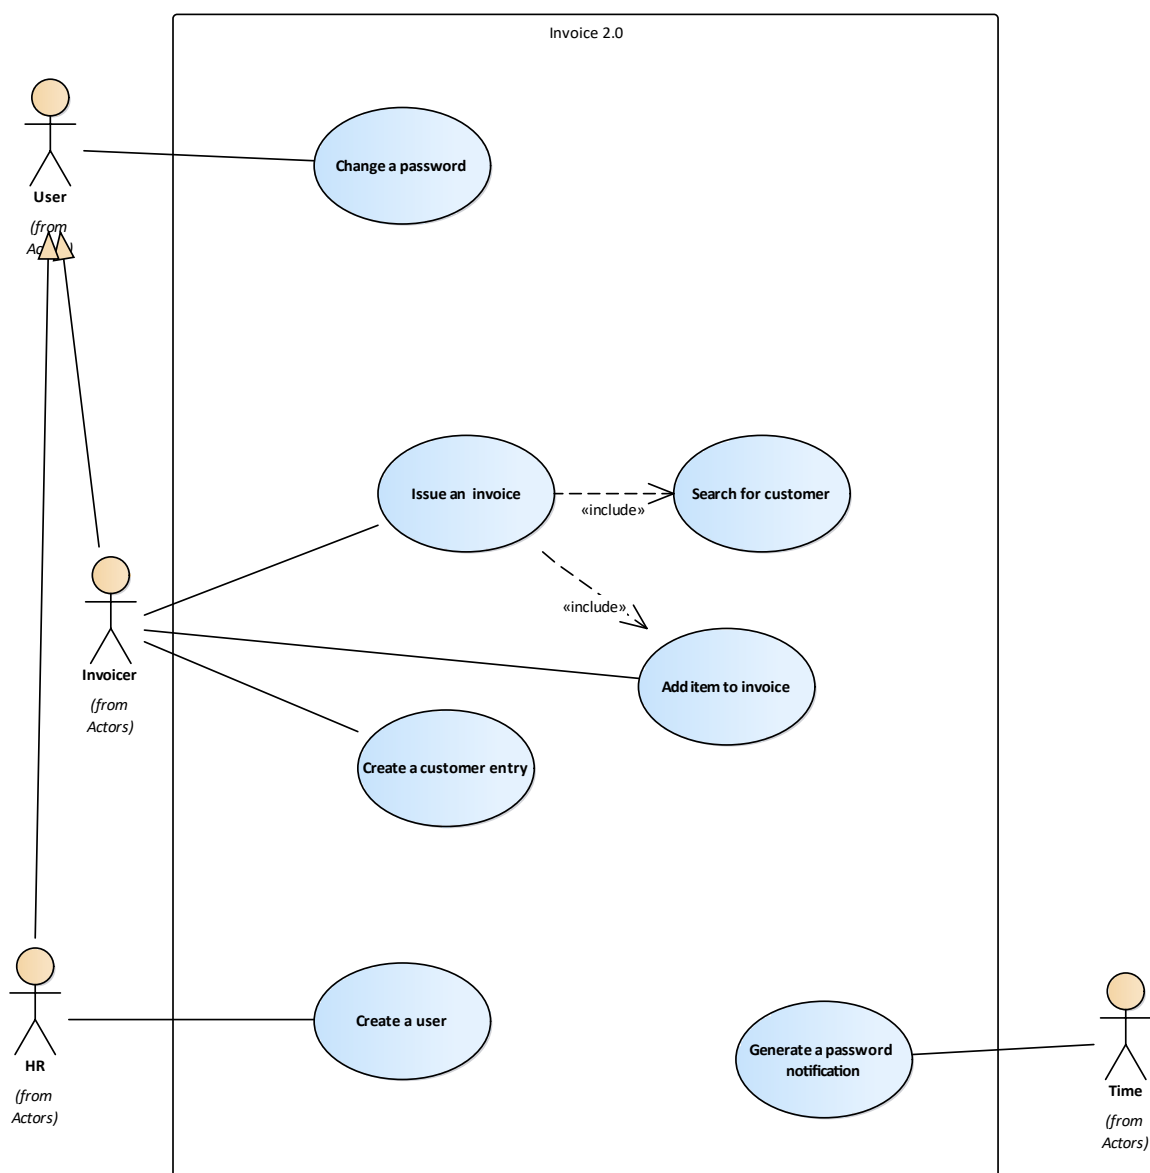 Invoice 2.0
User
(from
Actors)
Change a password
Issue an invoice
«include»
Search for customer
«include»
Invoicer
(from
Actors)
Add item to invoice
Create a customer entry
HR
(from
Actors)
Create a user
Generate a password
notification
Time
(from
Actors)